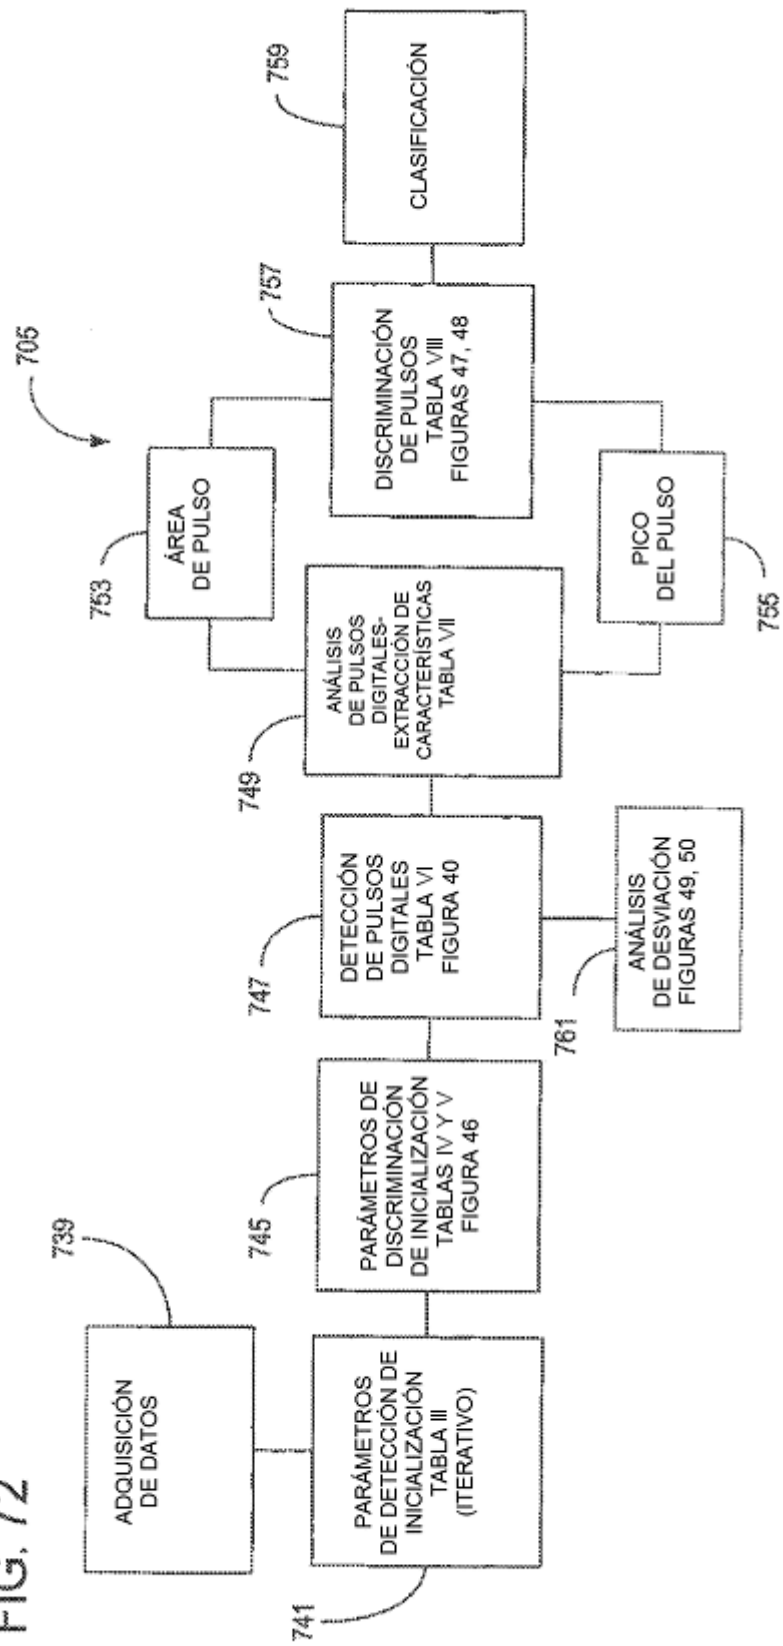 FIG. 72
705
739
ADQUISICIÓN
DE DATOS
741
PARÁMETROS
DE DETECCIÓN DE
INICIALIZACIÓN
TABLA III
(ITERATIVO)
745
PARÁMETROS DE
DISCRIMINACIÓN
DE INICIALIZACIÓN
TABLAS IV Y V
FIGURA 46
747
DETECCIÓN
DE PULSOS
DIGITALES
TABLA VI
FIGURA 40
761
ANÁLISIS
DE DESVIACIÓN
FIGURAS 49, 50
749
ANÁLISIS
DE PULSOS
DIGITALES-
EXTRACCIÓN DE
CARACTERÍSTICAS
TABLA VII
753
ÁREA
DE PULSO
755
PICO
DEL PULSO
757
DISCRIMINACIÓN
DE PULSOS
TABLA VIII
FIGURAS 47, 48
759
CLASIFICACIÓN